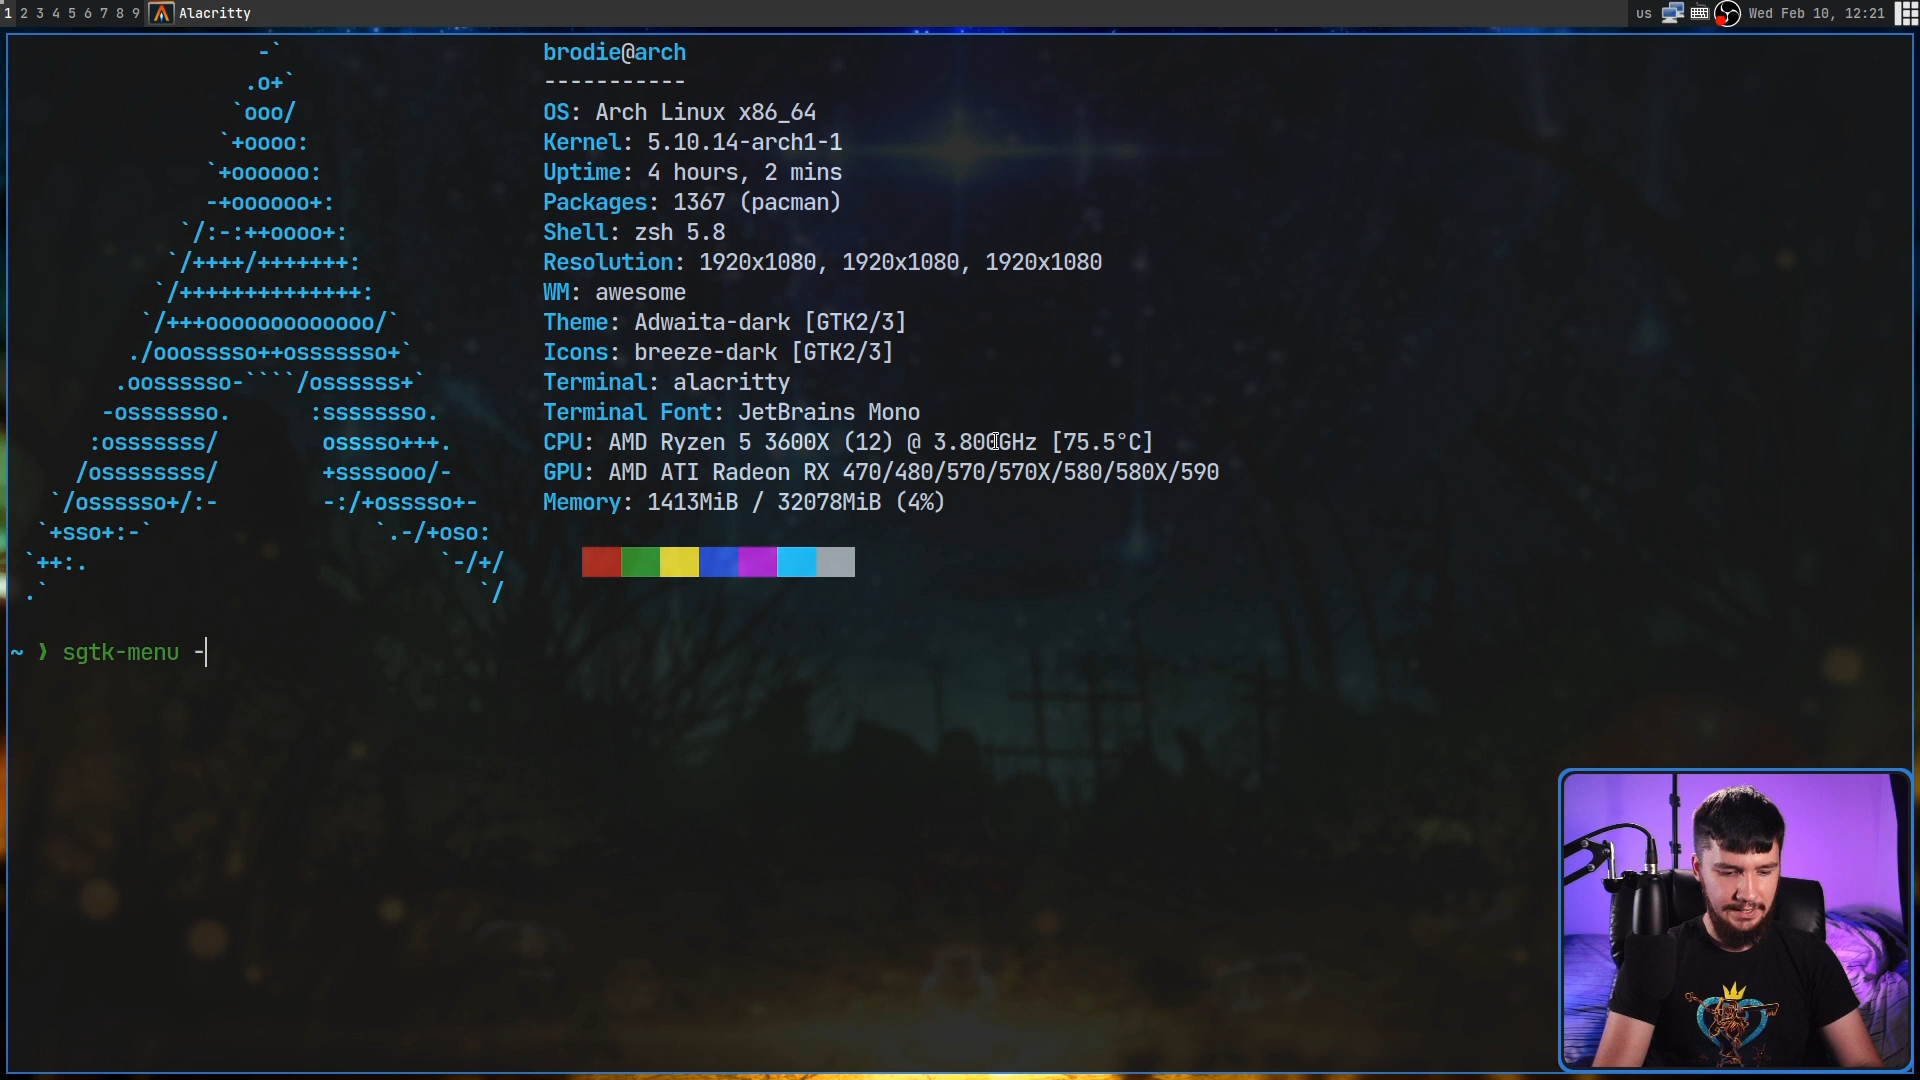 1 2 3 4 5 6 7 8 9 Alacritty us Wed Feb 10, 12:21
brodie@arch
-----------
OS: Arch Linux x86_64
Kernel: 5.10.14-arch1-1
Uptime: 4 hours, 2 mins
Packages: 1367 (pacman)
Shell: zsh 5.8
Resolution: 1920x1080, 1920x1080, 1920x1080
WM: awesome
Theme: Adwaita-dark [GTK2/3]
Icons: breeze-dark [GTK2/3]
Terminal: alacritty
Terminal Font: JetBrains Mono
CPU: AMD Ryzen 5 3600X (12) @ 3.800GHz [75.5°C]
GPU: AMD ATI Radeon RX 470/480/570/570X/580/580X/590
Memory: 1413MiB / 32078MiB (4%)
~ ❯ sgtk-menu -